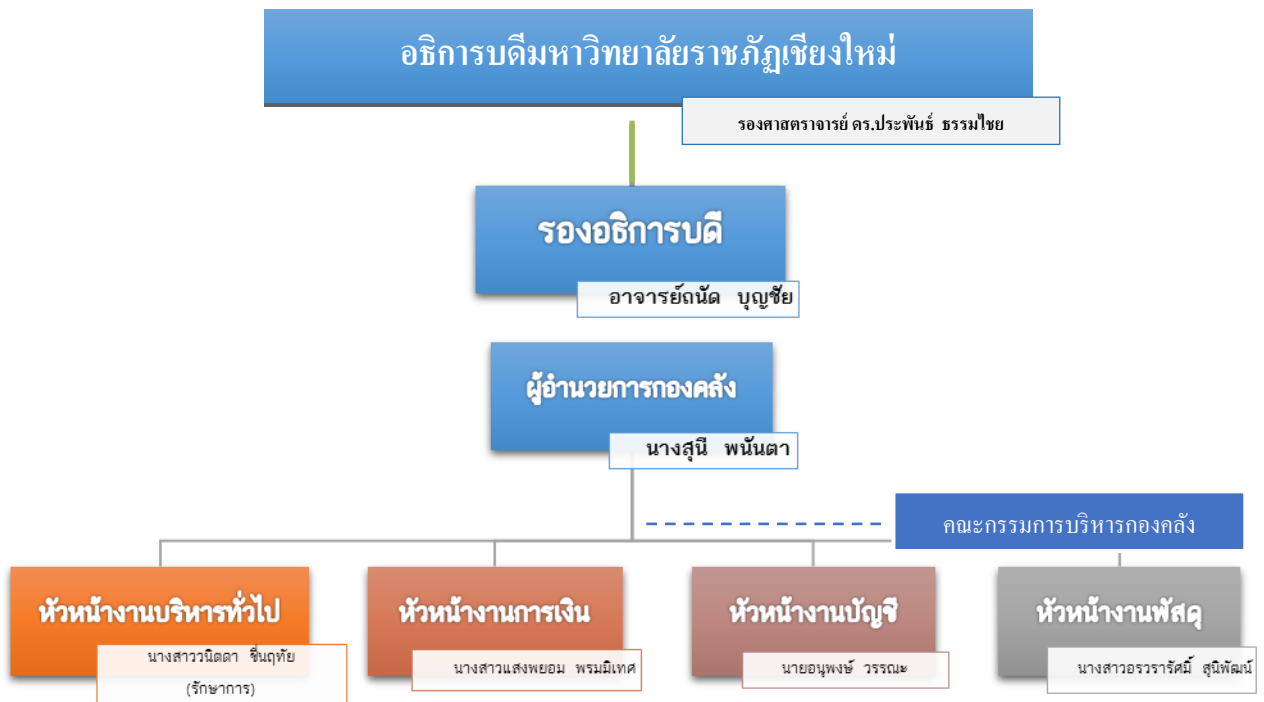 อธิการบดีมหาวิทยาลัยราชภัฏเชียงใหม่
รองศาสตราจารย์ ดร.ประพันธ์ ธรรมไชย
รองอธิการบดี
อาจารย์ถนัด บุญชัย
ผู้อำนวยการกองคลัง
นางสุนี พนันตา
คณะกรรมการบริหารกองคลัง
หัวหน้างานบริหารทั่วไป
นางสาววนิตดา ชื่นฤทัย
(รักษาการ)
หัวหน้างานการเงิน
นางสาวแสงพยอม พรมมิเทศ
หัวหน้างานบัญชี
นายอนุพงษ์ วรรณะ
หัวหน้างานพัสดุ
นางสาวอรวรารัศมิ์ สุนิพัฒน์